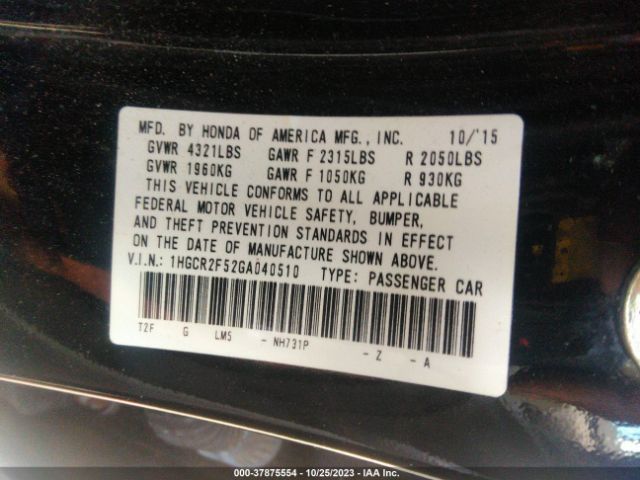 MFD. BY HONDA OF AMERICA MFG., INC. 10/'15
GVWR 4321LBS GAWR F 2315LBS R 2050LBS
GVWR 1960KG GAWR F 1050KG R 930KG
THIS VEHICLE CONFORMS TO ALL APPLICABLE
FEDERAL MOTOR VEHICLE SAFETY, BUMPER,
AND THEFT PREVENTION STANDARDS IN EFFECT
ON THE DATE OF MANUFACTURE SHOWN ABOVE.
V.I.N.: 1HGCR2F52GA040510 TYPE: PASSENGER CAR
T2F G LM5 - NH731P - Z - A
000-37875554 | 10/25/2023 | IAA Inc.